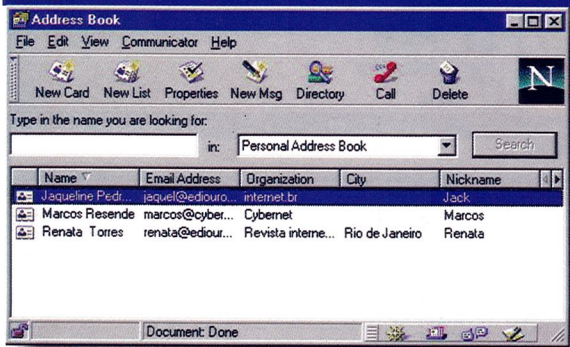 Address Book
File Edit View Communicator Help
New Card New List Properties New Msg Directory Call Delete
N
Type in the name you are looking for:
in: Personal Address Book Search
Name Email Address Organization City Nickname
Jaqueline Pedr... jaquel@ediouro... internet.br Jack
Marcos Resende marcos@cyber... Cybernet Marcos
Renata Torres renata@ediour... Revista interne... Rio de Janeiro Renata
Document: Done